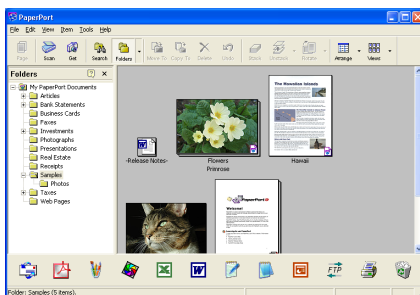 PaperPort
File Edit View Item Tools Help
Page Scan Get Search Folders Move To Copy To Delete Undo Stack Unstack Rotate Arrange Views
Folders
My PaperPort Documents
Articles
Bank Statements
Business Cards
Faxes
Investments
Photographs
Presentations
Real Estate
Receipts
Samples
Photos
Taxes
Web Pages
The Hawaiian Islands
-Release Notes-
Flowers
Primrose
Hawaii
PaperPort
Welcome!
FTP
Folder: Samples (5 items).